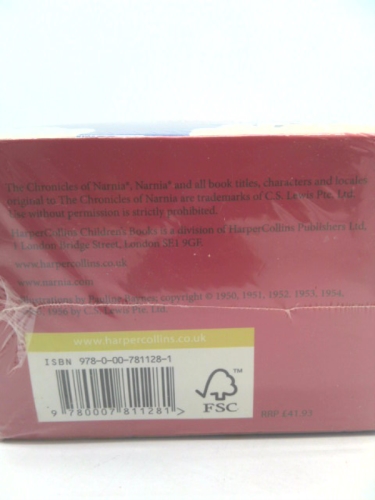 The Chronicles of Narnia®, Narnia® and all book titles, characters and locales
original to The Chronicles of Narnia are trademarks of C.S. Lewis Pte. Ltd.
Use without permission is strictly prohibited.
HarperCollins Children's Books is a division of HarperCollins Publishers Ltd,
1 London Bridge Street, London SE1 9GF
www.harpercollins.co.uk
www.narnia.com
by Pauline Baynes; copyright © 1950, 1951, 1952, 1953, 1954,
1956 by C.S. Lewis Pte. Ltd.
www.harpercollins.co.uk
ISBN 978-0-00-781128-1
9 780007 811281 >
FSC™
RRP £41.93